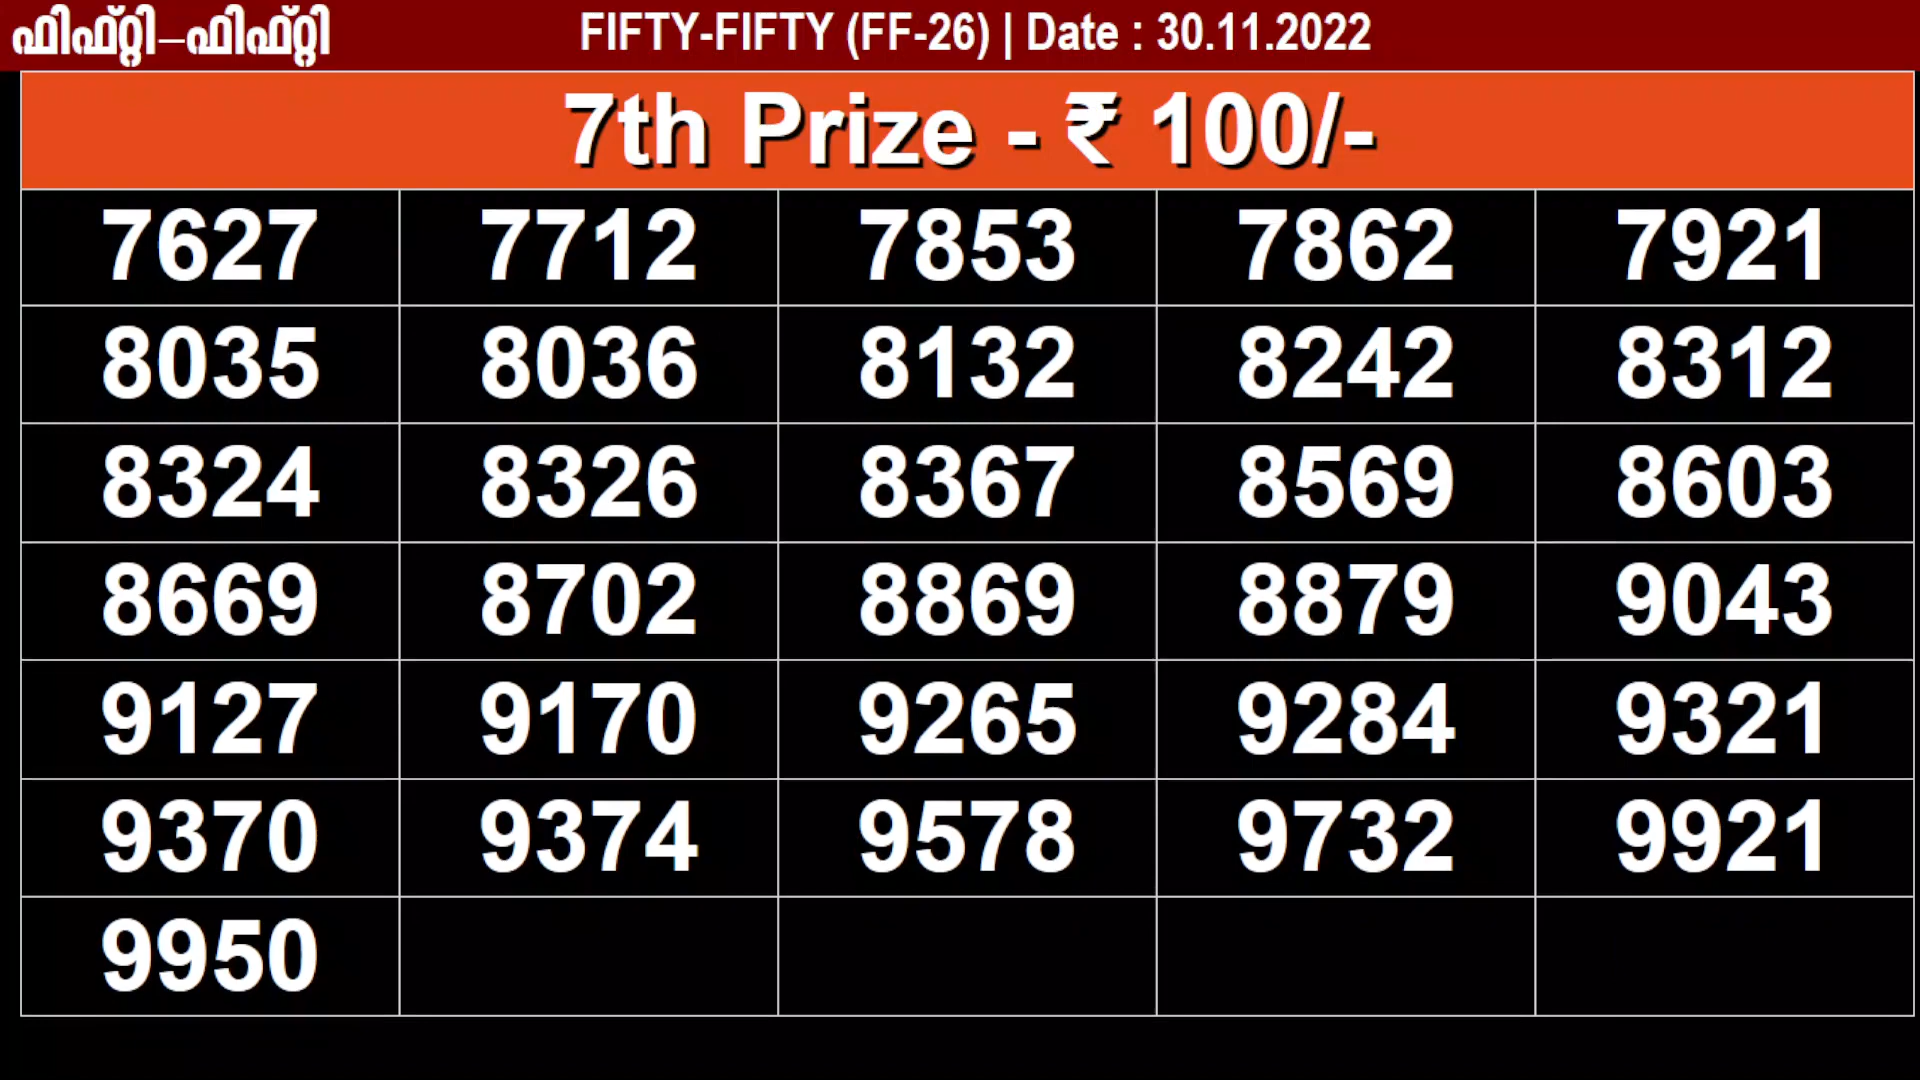 ഫിഫ്റ്റി–ഫിഫ്റ്റി FIFTY-FIFTY (FF-26) | Date : 30.11.2022
7th Prize - ₹ 100/-
7627 7712 7853 7862 7921
8035 8036 8132 8242 8312
8324 8326 8367 8569 8603
8669 8702 8869 8879 9043
9127 9170 9265 9284 9321
9370 9374 9578 9732 9921
9950